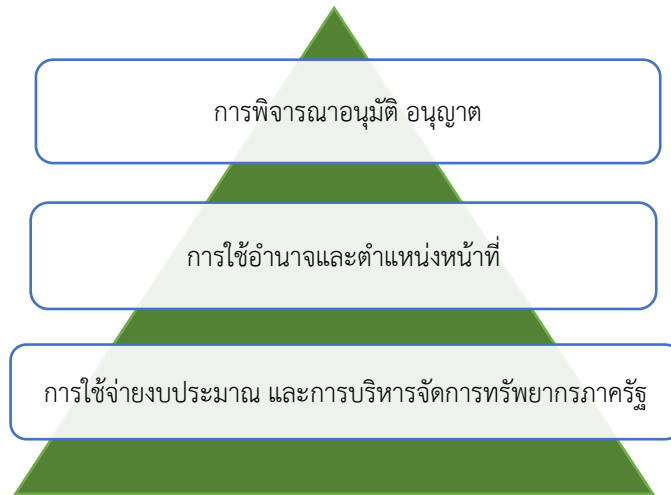 การพิจารณาอนุมัติ อนุญาต
การใช้อำนาจและตำแหน่งหน้าที่
การใช้จ่ายงบประมาณ และการบริหารจัดการทรัพยากรภาครัฐ